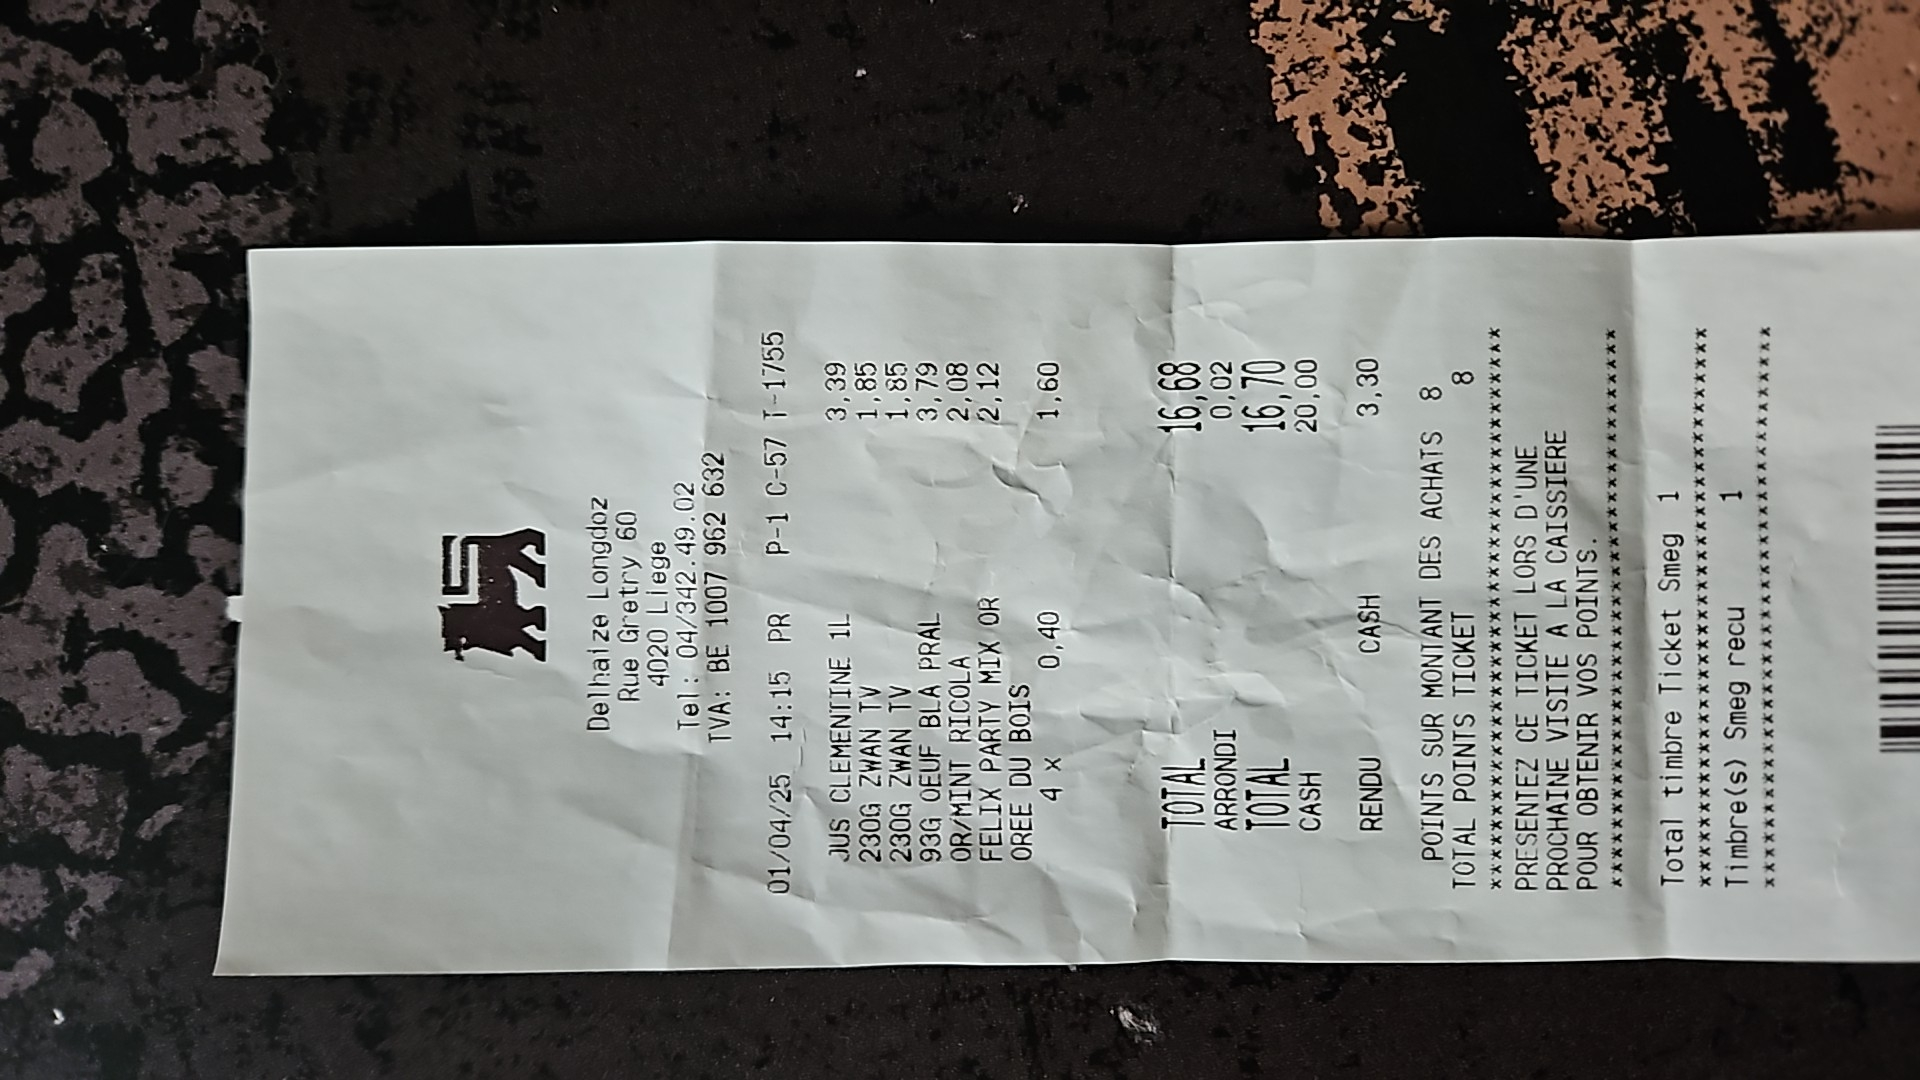 Delhaize Longdoz
Rue Gretry 60
4020 Liege
Tel: 04/342.49.02
TVA: BE 1007 962 632
01/04/25 14:15 PR P-1 C-57 T-1755
JUS CLEMENTINE 1L 3,39
230G ZWAN TV 1,85
230G ZWAN TV 1,85
93G OEUF BLA PRAL 3,79
OR/MINT RICOLA 2,08
FELIX PARTY MIX OR 2,12
OREE DU BOIS
4 x 0,40 1,60
TOTAL 16,68
ARRONDI 0,02
TOTAL 16,70
CASH 20,00
RENDU CASH 3,30
POINTS SUR MONTANT DES ACHATS 8
TOTAL POINTS TICKET 8
****************************************
PRESENTEZ CE TICKET LORS D'UNE
PROCHAINE VISITE A LA CAISSIERE
POUR OBTENIR VOS POINTS.
****************************************
Total timbre Ticket Smeg 1
****************************************
Timbre(s) Smeg recu 1
****************************************